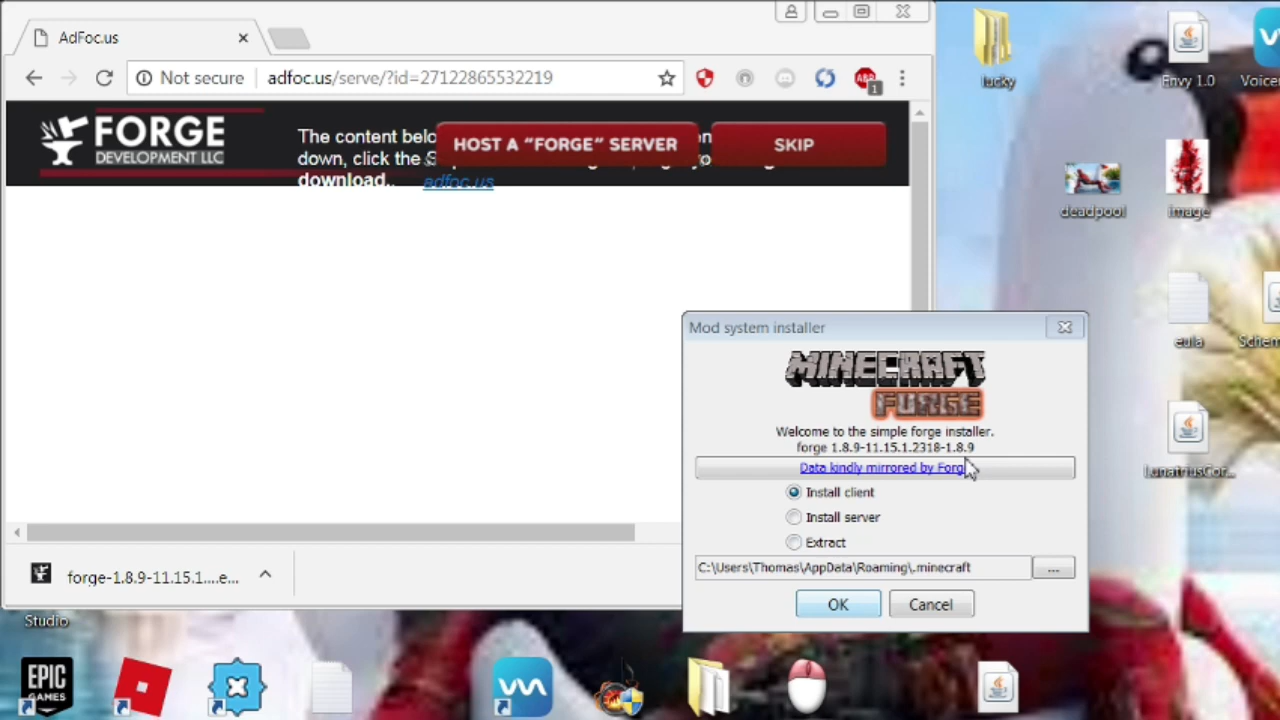 AdFoc.us
Not secure
adfoc.us/serve/?id=27122865532219
ABP
1
FORGE
DEVELOPMENT LLC
The content
down, click the
download..
adfoc.us
HOST A "FORGE" SERVER
SKIP
lucky
Envy 1.0
deadpool
image
eula
Mod system installer
MINECRAFT
FORGE
Welcome to the simple forge installer.
forge 1.8.9-11.15.1.2318-1.8.9
Data kindly mirrored by Forg
Install client
Install server
Extract
C:\Users\Thomas\AppData\Roaming\.minecraft
...
OK
Cancel
LunatriusCor...
forge-1.8.9-11.15.1....e...
Studio
EPIC
GAMES